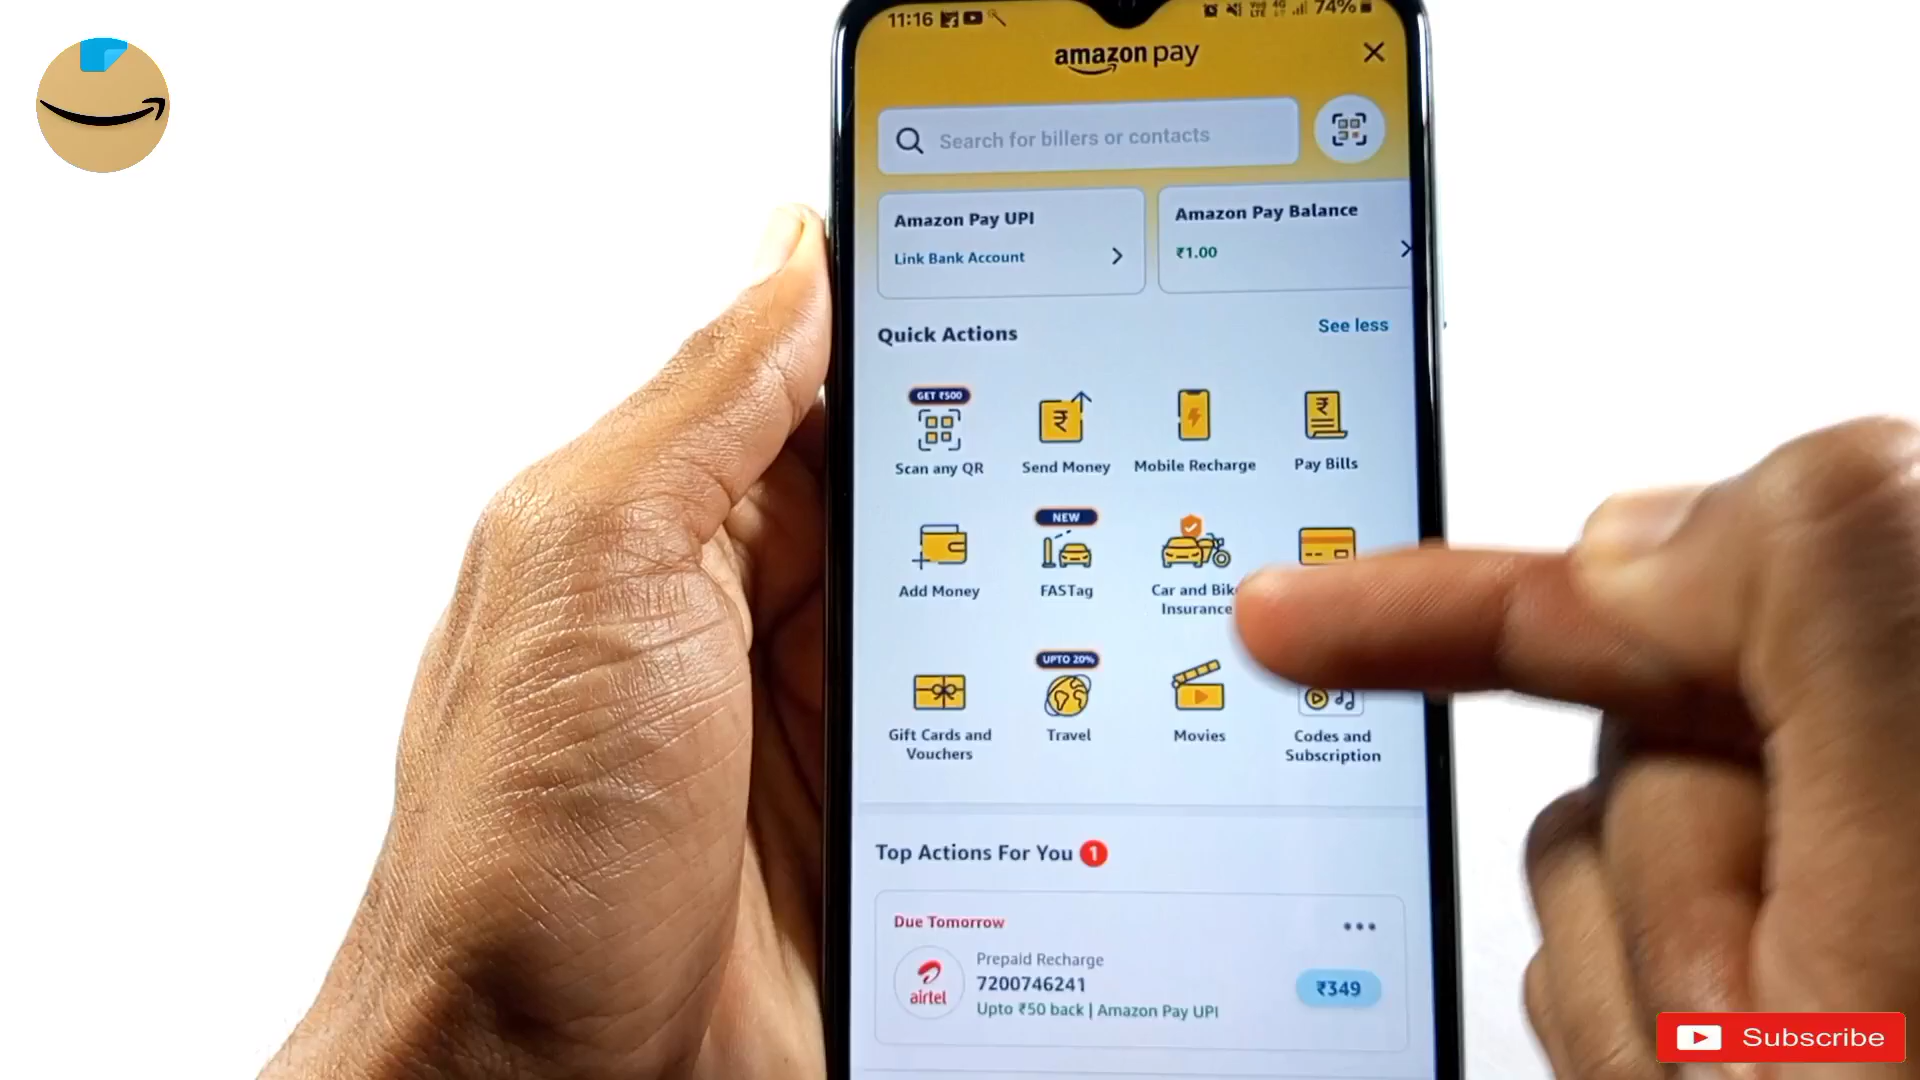 11:16
74%
amazon pay
Search for billers or contacts
Amazon Pay UPI
Link Bank Account
Amazon Pay Balance
₹1.00
Quick Actions
See less
GET ₹500
Scan any QR
Send Money
Mobile Recharge
Pay Bills
Add Money
NEW
FASTag
Car and Bik
Insurance
Gift Cards and
Vouchers
UPTO 20%
Travel
Movies
Codes and
Subscription
Top Actions For You 1
Due Tomorrow
airtel
Prepaid Recharge
7200746241
Upto ₹50 back | Amazon Pay UPI
₹349
Subscribe